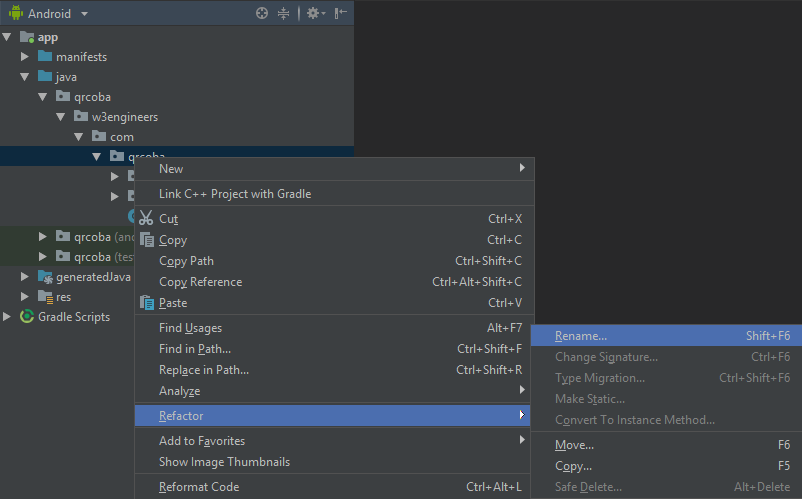 Android
app
manifests
java
qrcoba
w3engineers
com
qrcoba
New
Link C++ Project with Gradle
Cut Ctrl+X
Copy Ctrl+C
Copy Path Ctrl+Shift+C
Copy Reference Ctrl+Alt+Shift+C
Paste Ctrl+V
Find Usages Alt+F7
Find in Path... Ctrl+Shift+F
Replace in Path... Ctrl+Shift+R
Analyze
Refactor
Add to Favorites
Show Image Thumbnails
Reformat Code Ctrl+Alt+L
qrcoba (and
qrcoba (tes
generatedJava
res
Gradle Scripts
Rename... Shift+F6
Change Signature... Ctrl+F6
Type Migration... Ctrl+Shift+F6
Make Static...
Convert To Instance Method...
Move... F6
Copy... F5
Safe Delete... Alt+Delete